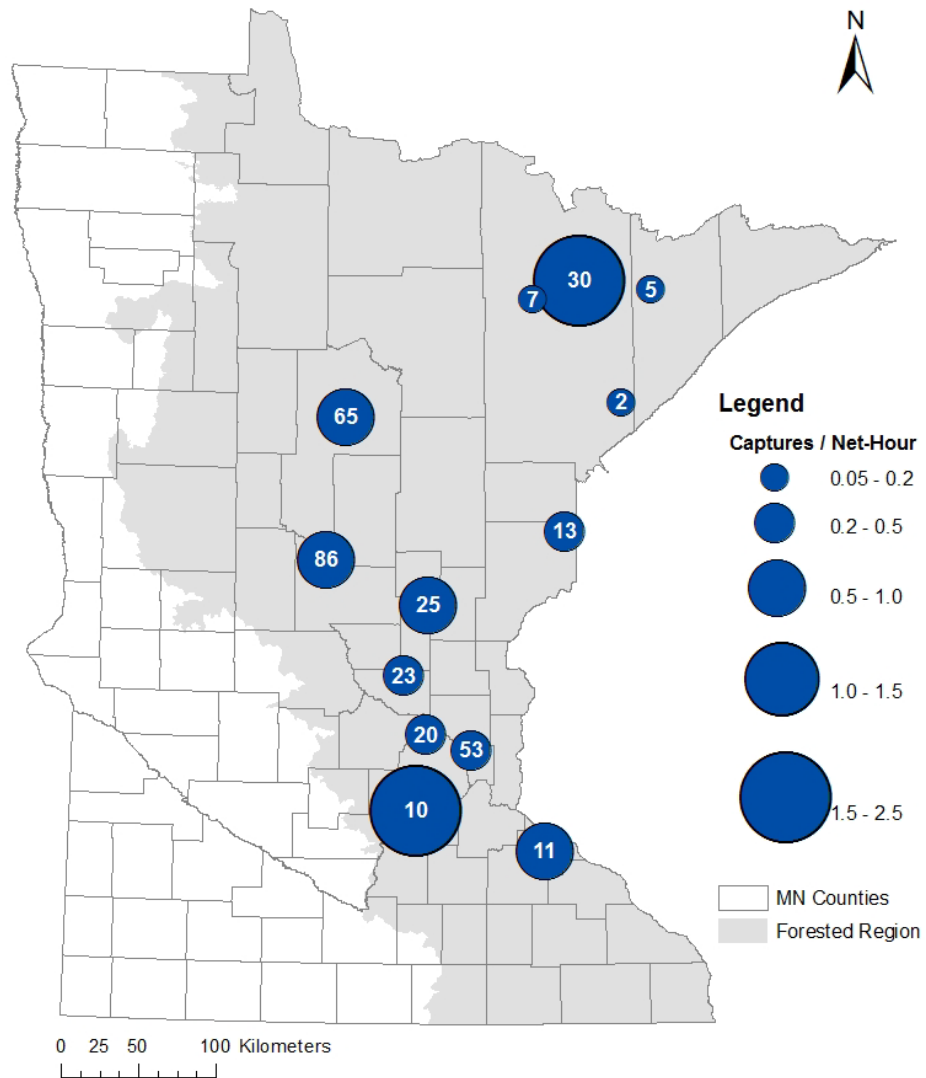 N
30
7
5
65
2
Legend
Captures / Net-Hour
0.05 - 0.2
0.2 - 0.5
13
86
0.5 - 1.0
25
23
1.0 - 1.5
20
53
10
1.5 - 2.5
11
MN Counties
Forested Region
0 25 50 100 Kilometers